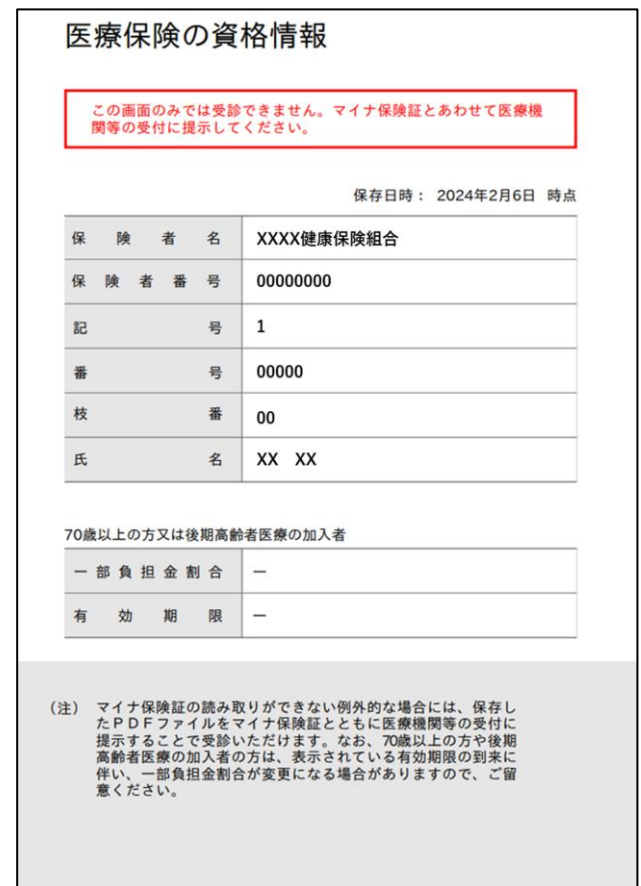 医療保険の資格情報
この画面のみでは受診できません。マイナ保険証とあわせて医療機
関等の受付に提示してください。
保存日時： 2024年2月6日 時点
保険者名 XXXX健康保険組合
保険者番号 00000000
記号 1
番号 00000
枝番 00
氏名 XX XX
70歳以上の方又は後期高齢者医療の加入者
一部負担金割合 ―
有効期限 ―
（注） マイナ保険証の読み取りができない例外的な場合には、保存し
たＰＤＦファイルをマイナ保険証とともに医療機関等の受付に
提示することで受診いただけます。なお、70歳以上の方や後期
高齢者医療の加入者の方は、表示されている有効期限の到来に
伴い、一部負担金割合が変更になる場合がありますので、ご留
意ください。